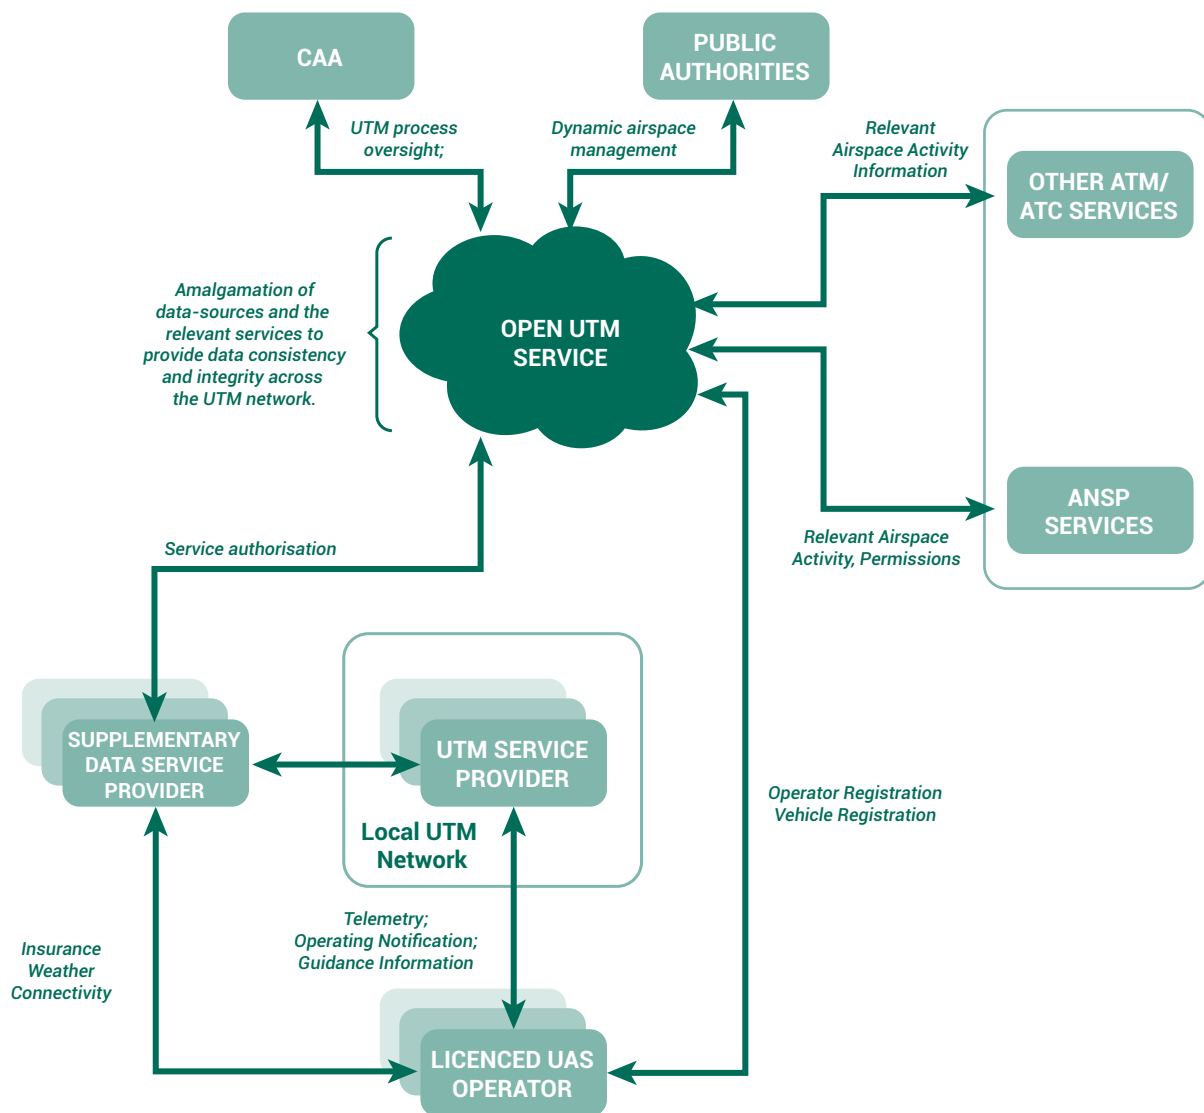 CAA
PUBLIC
AUTHORITIES
UTM process
oversight;
Dynamic airspace
management
Relevant
Airspace Activity
Information
OTHER ATM/
ATC SERVICES
Amalgamation of
data-sources and the
relevant services to
provide data consistency
and integrity across
the UTM network.
OPEN UTM
SERVICE
ANSP
SERVICES
Relevant Airspace
Activity, Permissions
Service authorisation
SUPPLEMENTARY
DATA SERVICE
PROVIDER
UTM SERVICE
PROVIDER
Local UTM
Network
Operator Registration
Vehicle Registration
Telemetry;
Operating Notification;
Guidance Information
Insurance
Weather
Connectivity
LICENCED UAS
OPERATOR